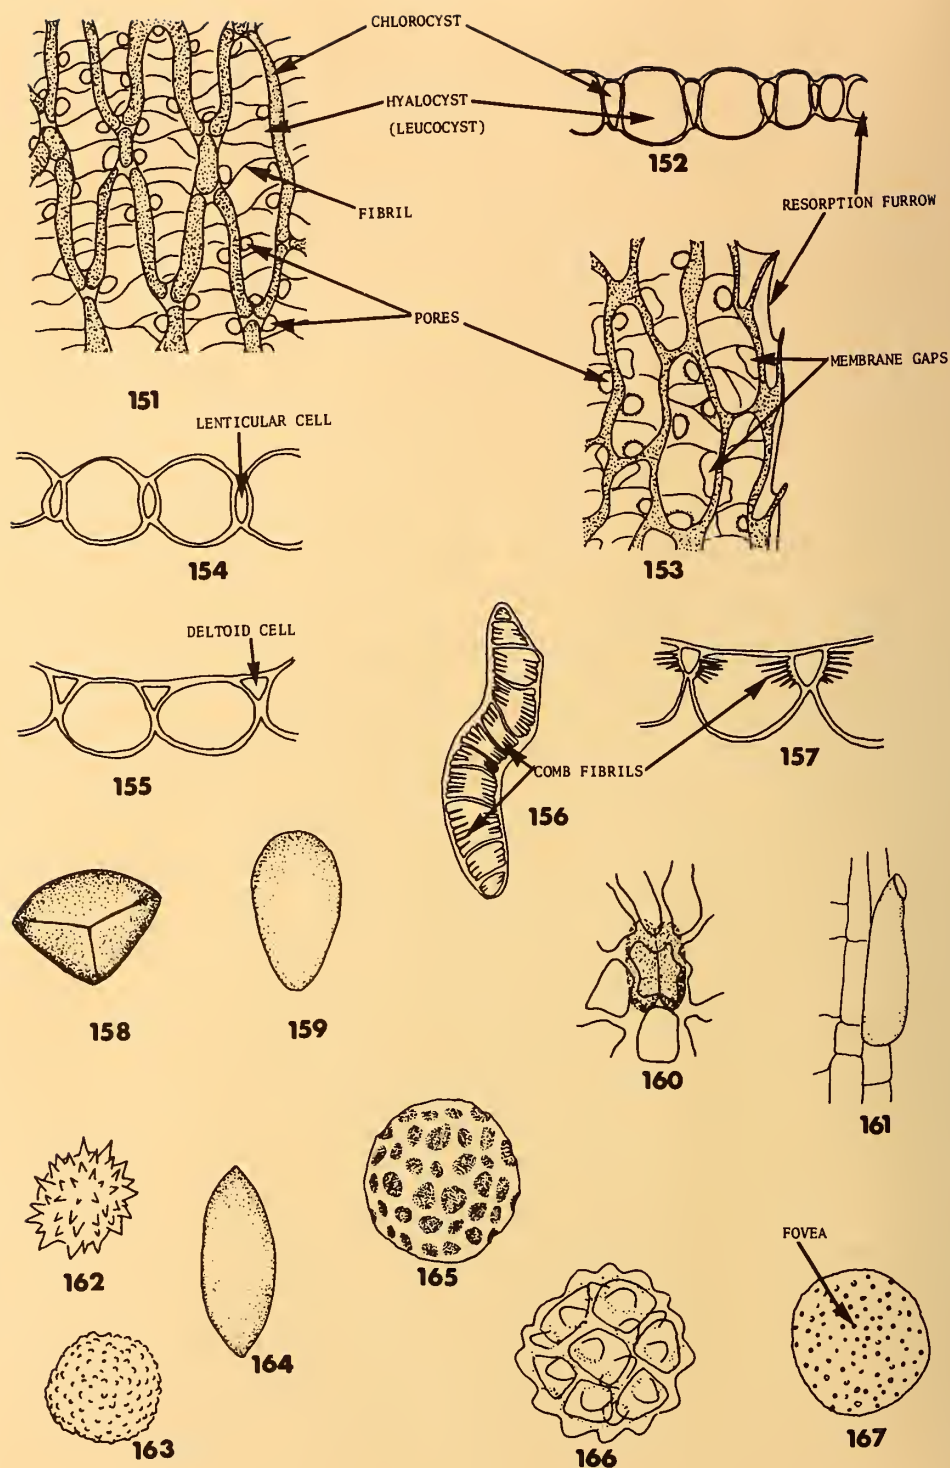 CHLOROCYST
HYALOCYST
(LEUCOCYST)
152
RESORPTION FURROW
FIBRIL
PORES
MEMBRANE GAPS
151
LENTICULAR CELL
154
153
DELTOID CELL
155
COMB FIBRILS
156
157
158
159
160
161
162
165
FOVEA
164
163
166
167